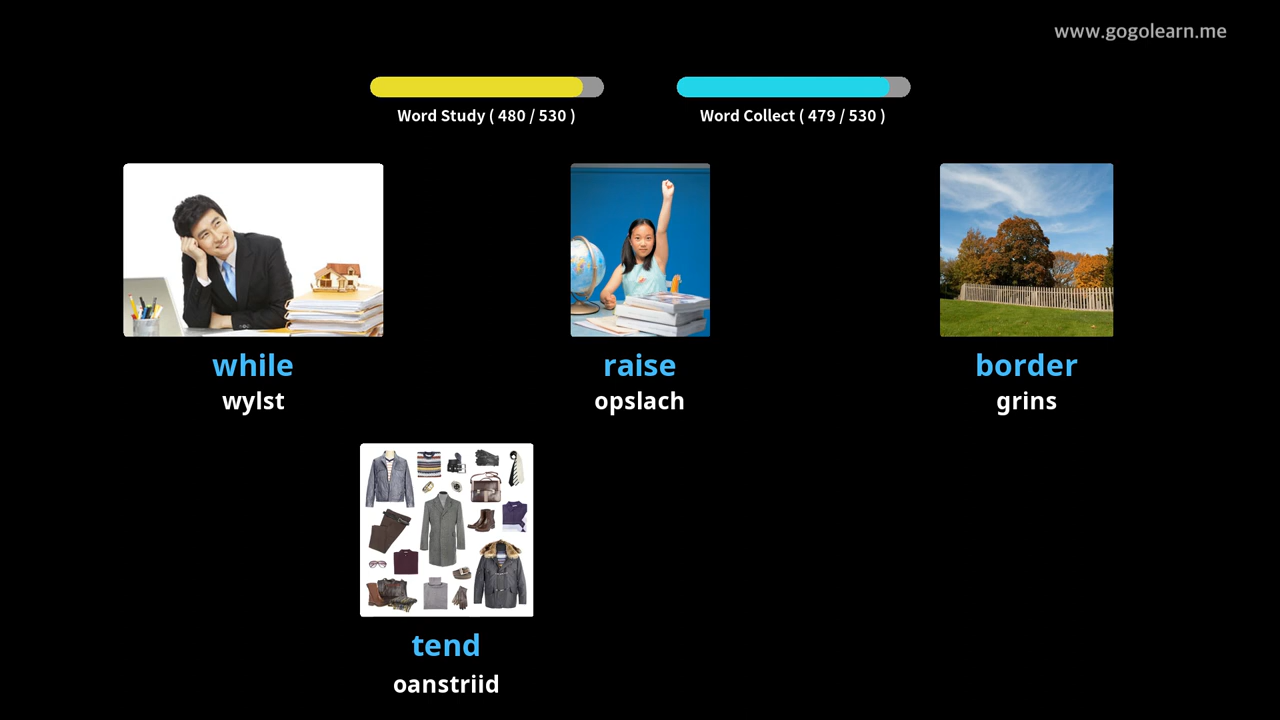 www.gogolearn.me
Word Study ( 480 / 530 )
Word Collect ( 479 / 530 )
while
wylst
raise
opslach
border
grins
tend
oanstriid